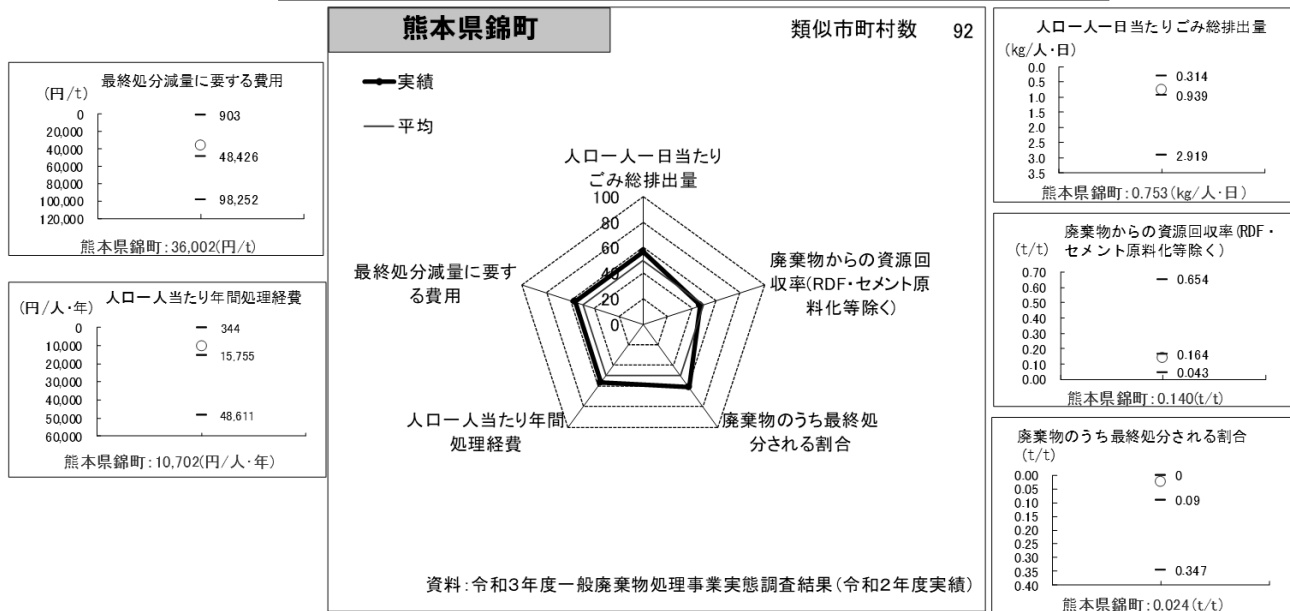 熊本県錦町
類似市町村数 92
実績
平均
人口一人一日当たり
ごみ総排出量
廃棄物からの資源回
収率(RDF・セメント原
料化等除く)
廃棄物のうち最終処
分される割合
人口一人当たり年間
処理経費
最終処分減量に要す
る費用
100
80
60
40
20
0
資料:令和3年度一般廃棄物処理事業実態調査結果(令和2年度実績)
最終処分減量に要する費用
(円/t)
0
20,000
40,000
60,000
80,000
100,000
120,000
903
48,426
98,252
熊本県錦町:36,002(円/t)
人口一人当たり年間処理経費
(円/人・年)
0
10,000
20,000
30,000
40,000
50,000
60,000
344
15,755
48,611
熊本県錦町:10,702(円/人・年)
人口一人一日当たりごみ総排出量
(kg/人・日)
0.0
0.5
1.0
1.5
2.0
2.5
3.0
3.5
0.314
0.939
2.919
熊本県錦町:0.753(kg/人・日)
廃棄物からの資源回収率(RDF・
セメント原料化等除く)
(t/t)
0.70
0.60
0.50
0.40
0.30
0.20
0.10
0.00
0.654
0.164
0.043
熊本県錦町:0.140(t/t)
廃棄物のうち最終処分される割合
(t/t)
0.00
0.05
0.10
0.15
0.20
0.25
0.30
0.35
0.40
0
0.09
0.347
熊本県錦町:0.024(t/t)